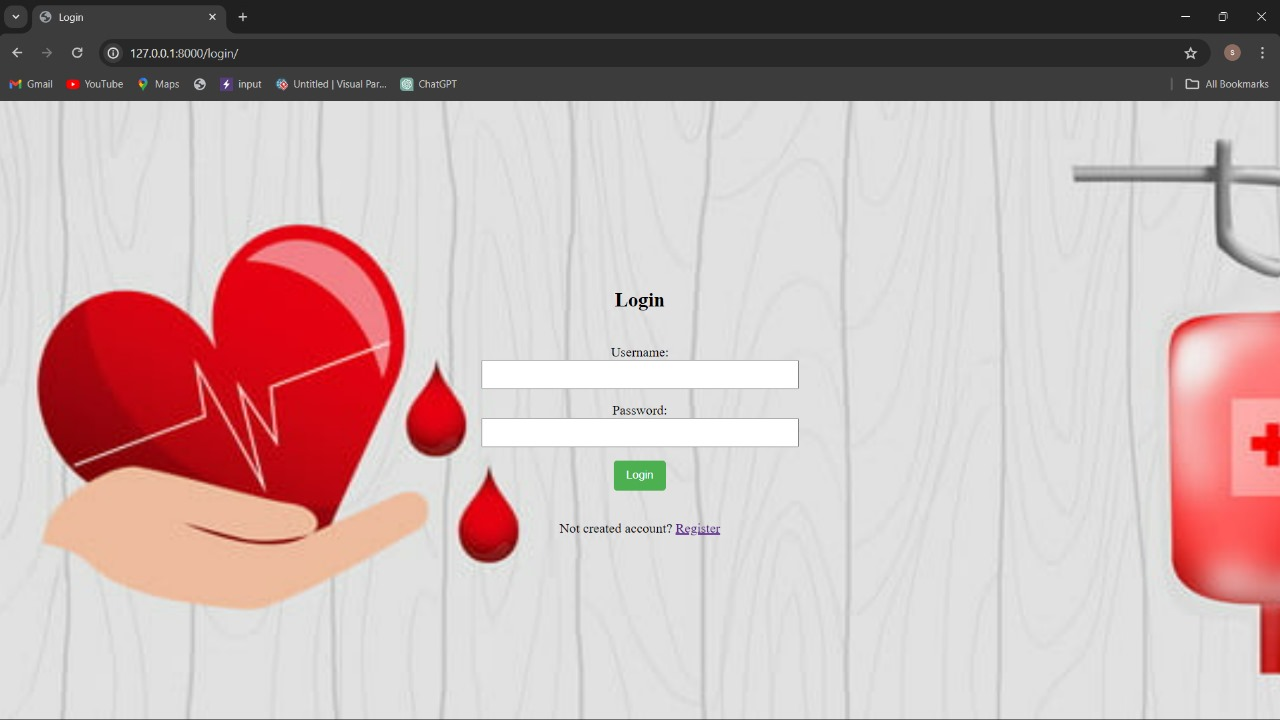 Login
127.0.0.1:8000/login/
S
Gmail YouTube Maps input Untitled | Visual Par... ChatGPT All Bookmarks
Login
Username:
Password:
Login
Not created account? Register